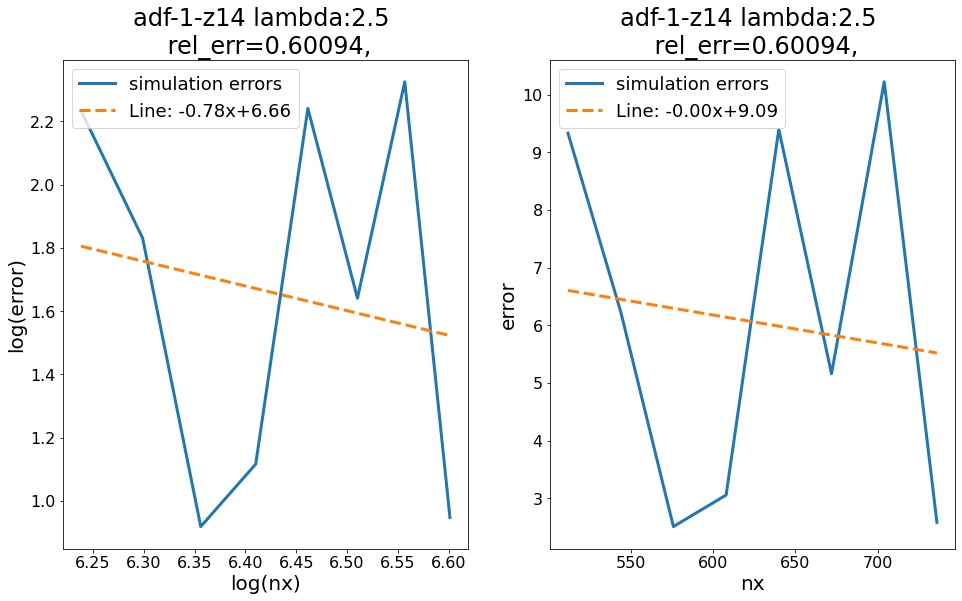 adf-1-z14 lambda:2.5
rel_err=0.60094,
simulation errors
Line: -0.78x+6.66
log(error)
2.2
2.0
1.8
1.6
1.4
1.2
1.0
6.25 6.30 6.35 6.40 6.45 6.50 6.55 6.60
log(nx)
adf-1-z14 lambda:2.5
rel_err=0.60094,
simulation errors
Line: -0.00x+9.09
error
10
9
8
7
6
5
4
3
550 600 650 700
nx